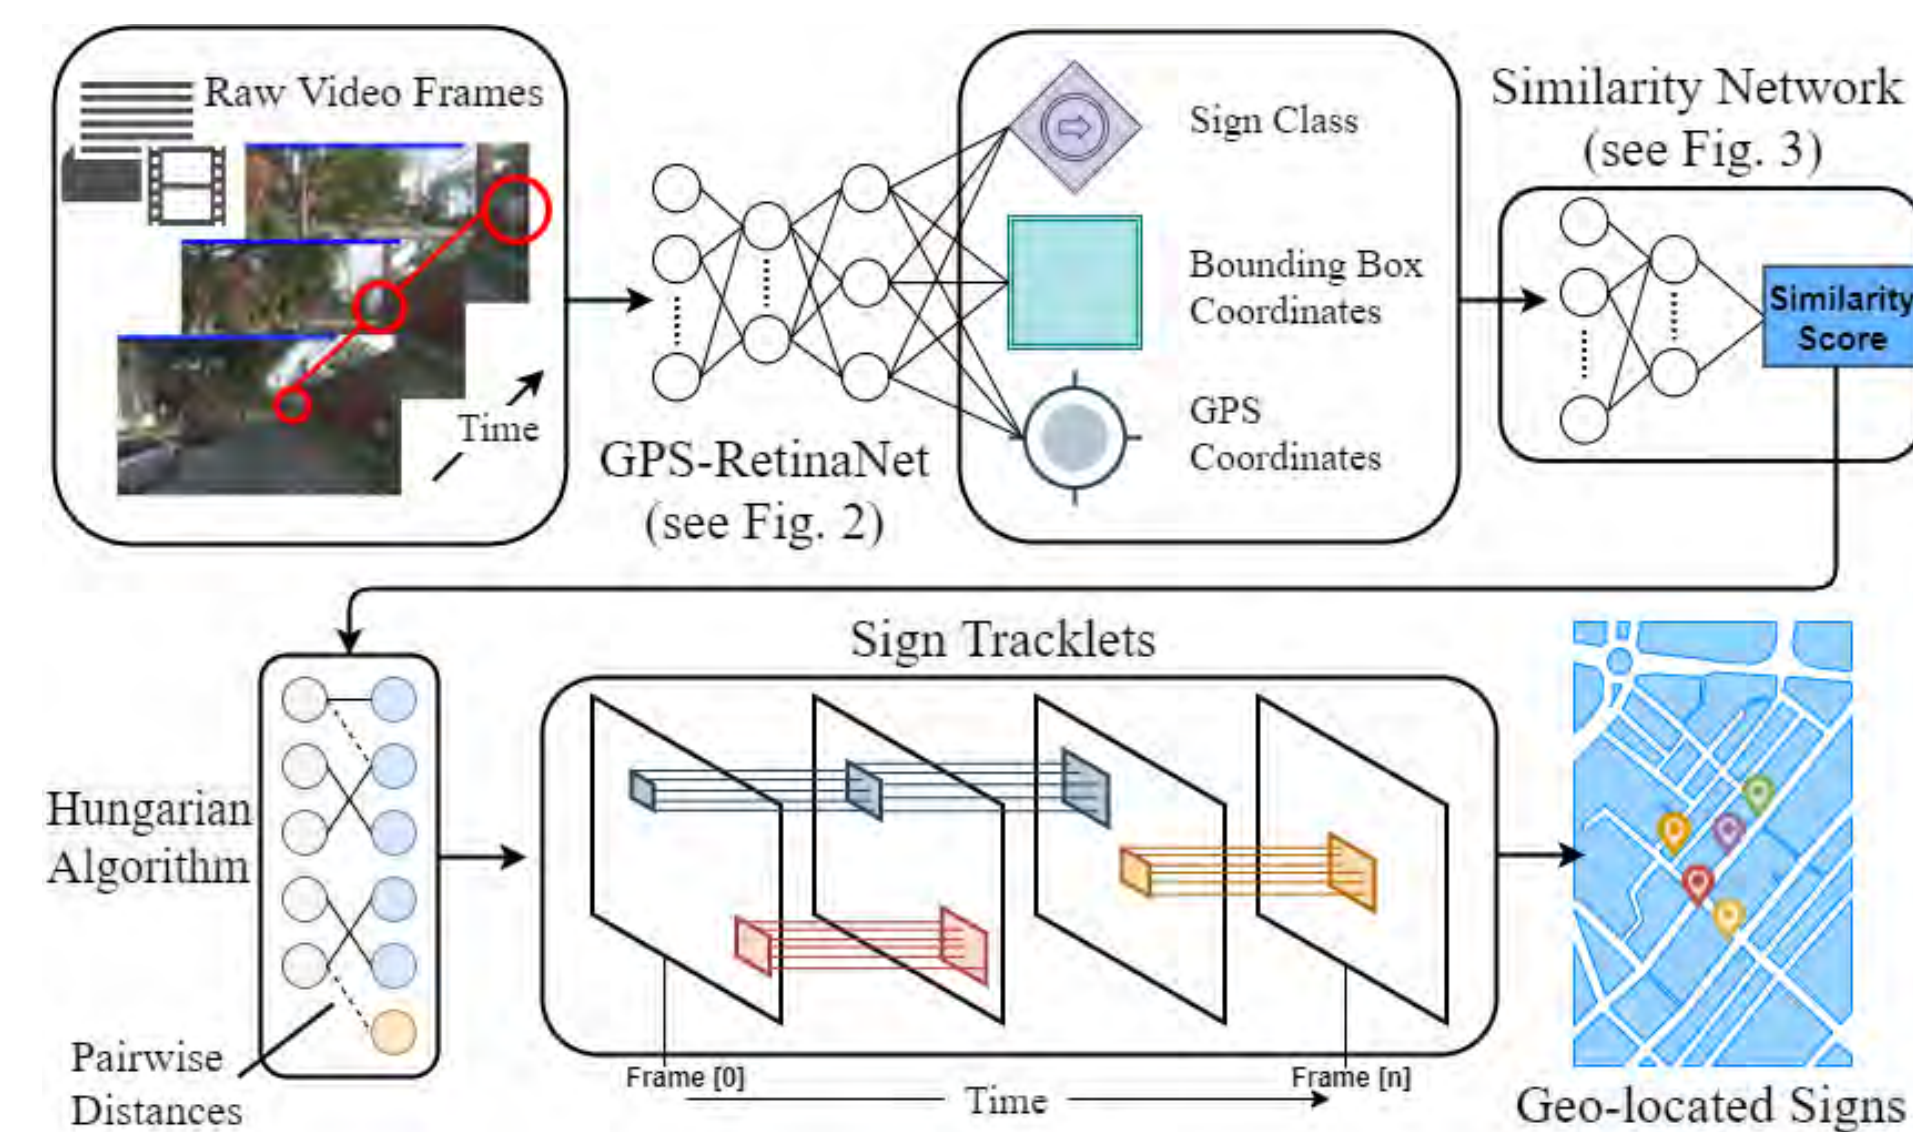 Raw Video Frames
Time
GPS-RetinaNet
(see Fig. 2)
Sign Class
Bounding Box
Coordinates
GPS
Coordinates
Similarity Network
(see Fig. 3)
Similarity
Score
Hungarian
Algorithm
Pairwise
Distances
Sign Tracklets
Frame [0]
Frame [n]
Time
Geo-located Signs